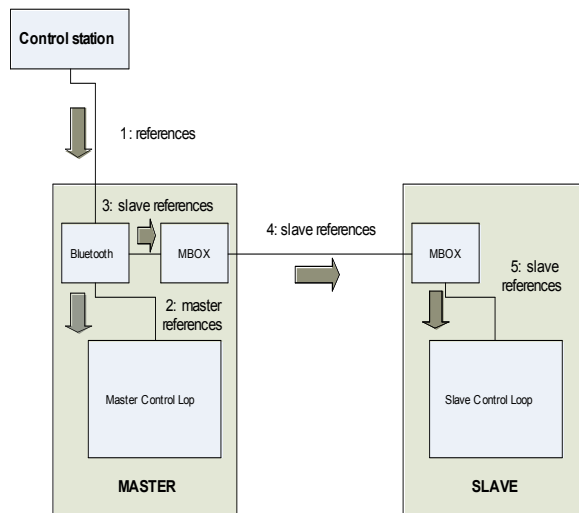 Control station
1: references
3: slave references
Bluetooth
MBOX
4: slave references
MBOX
2: master
references
5: slave
references
Master Control Lop
Slave Control Loop
MASTER
SLAVE